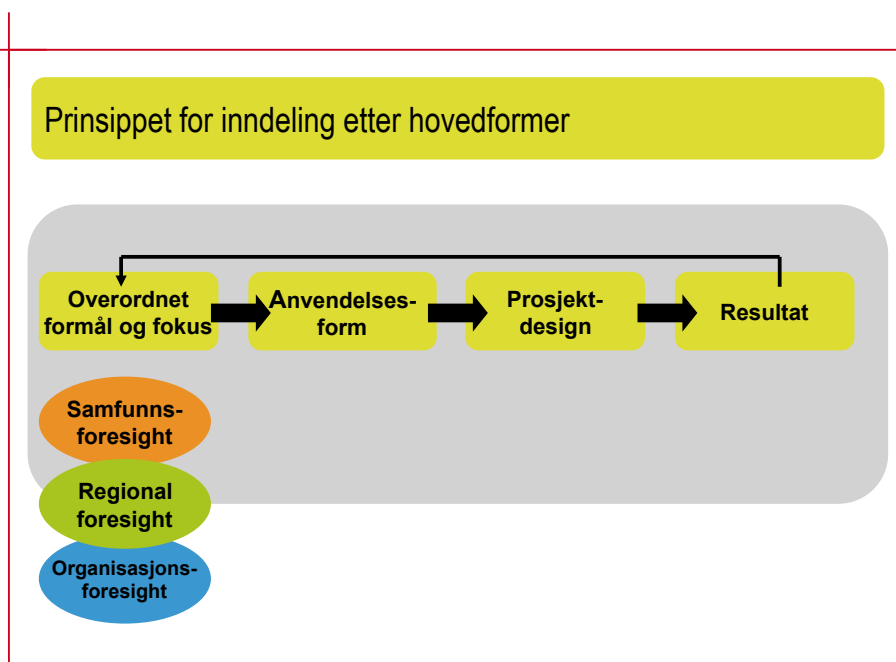 Prinsippet for inndeling etter hovedformer
Overordnet
formål og fokus
Anvendelses-
form
Prosjekt-
design
Resultat
Samfunns-
foresight
Regional
foresight
Organisasjons-
foresight